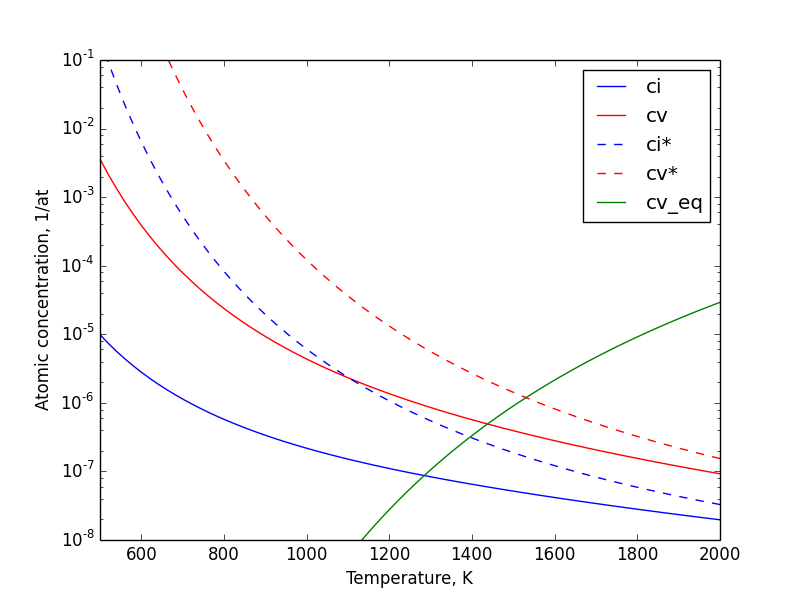 10^-1
10^-2
10^-3
10^-4
10^-5
10^-6
10^-7
10^-8
Atomic concentration, 1/at
ci
cv
ci*
cv*
cv_eq
600 800 1000 1200 1400 1600 1800 2000
Temperature, K